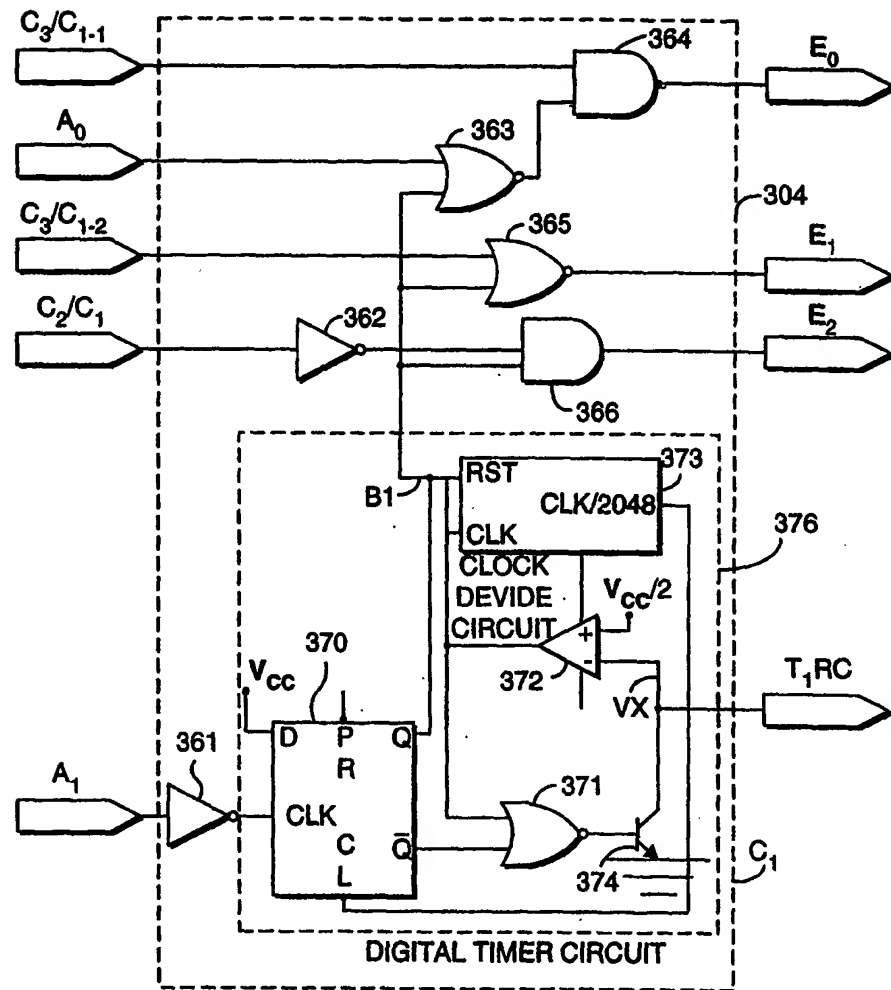 C3/C1-1
364
E0
A0
363
C3/C1-2
365
304
E1
C2/C1
362
E2
366
B1
RST
373
CLK/2048
CLK
376
CLOCK
DEVIDE
CIRCUIT
VCC/2
+
-
372
370
VCC
T1RC
VX
D
P
R
Q
361
A1
371
CLK
C
L
Q̅
374
C1
DIGITAL TIMER CIRCUIT